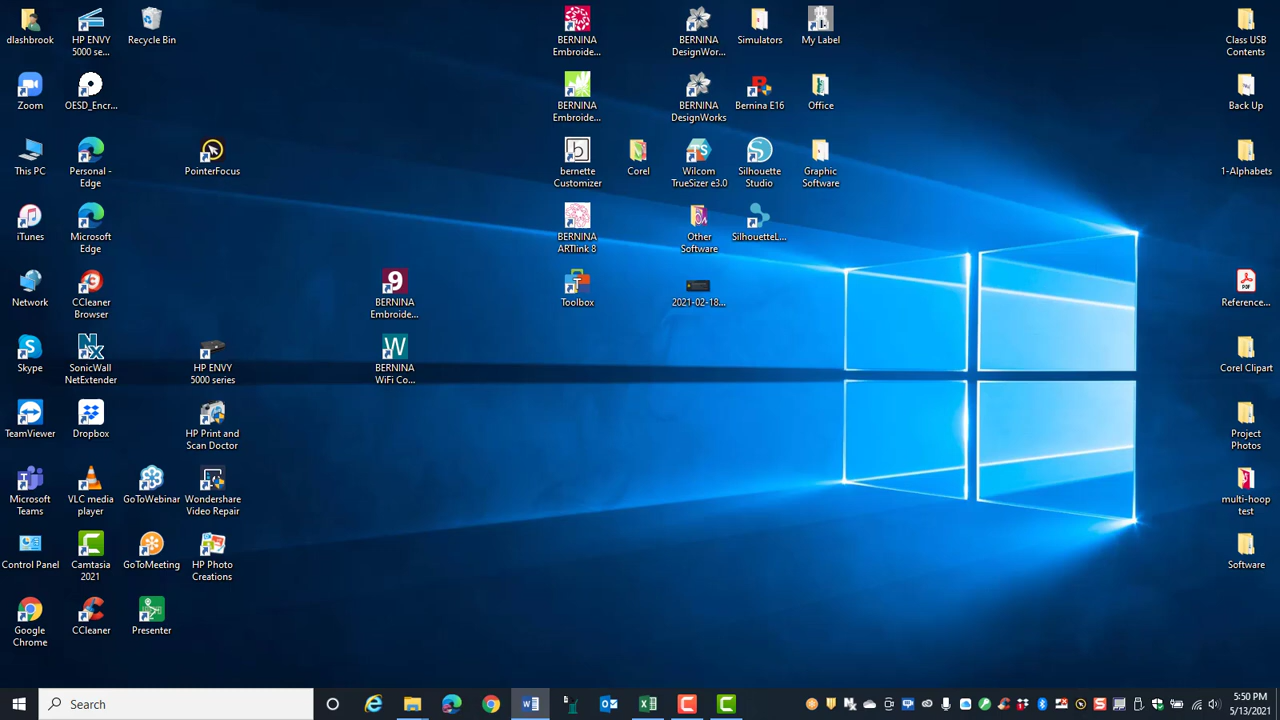 dlashbrook
HP ENVY
5000 se...
Recycle Bin
BERNINA
Embroide...
BERNINA
DesignWor...
Simulators
My Label
Class USB
Contents
Zoom
OESD_Encr...
BERNINA
Embroide...
BERNINA
DesignWorks
Bernina E16
Office
Back Up
This PC
Personal -
Edge
PointerFocus
bernette
Customizer
Corel
Wilcom
TrueSizer e3.0
Silhouette
Studio
Graphic
Software
1-Alphabets
iTunes
Microsoft
Edge
BERNINA
ARTlink 8
Other
Software
SilhouetteL...
Network
CCleaner
Browser
BERNINA
Embroide...
Toolbox
2021-02-18...
Reference...
Skype
SonicWall
NetExtender
HP ENVY
5000 series
BERNINA
WiFi Co...
Corel Clipart
TeamViewer
Dropbox
HP Print and
Scan Doctor
Project
Photos
Microsoft
Teams
VLC media
player
GoToWebinar
Wondershare
Video Repair
multi-hoop
test
Control Panel
Camtasia
2021
GoToMeeting
HP Photo
Creations
Software
Google
Chrome
CCleaner
Presenter
Search
5:50 PM
5/13/2021